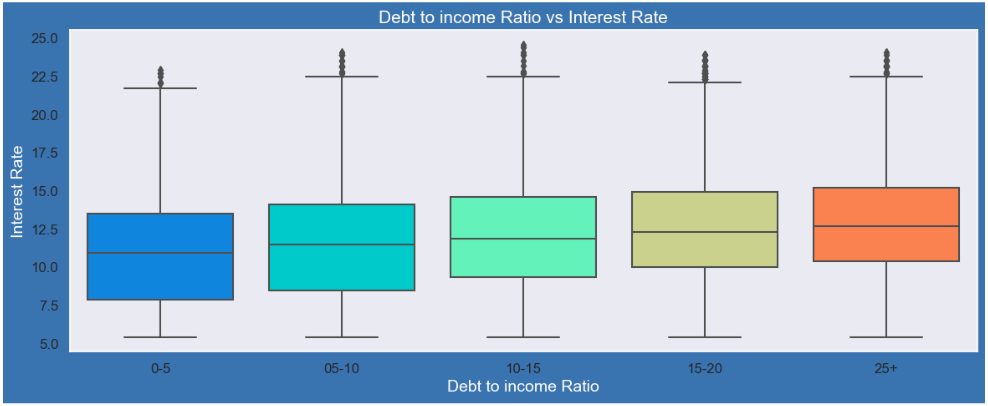 Debt to income Ratio vs Interest Rate
Interest Rate
25.0
22.5
20.0
17.5
15.0
12.5
10.0
7.5
5.0
0-5 05-10 10-15 15-20 25+
Debt to income Ratio